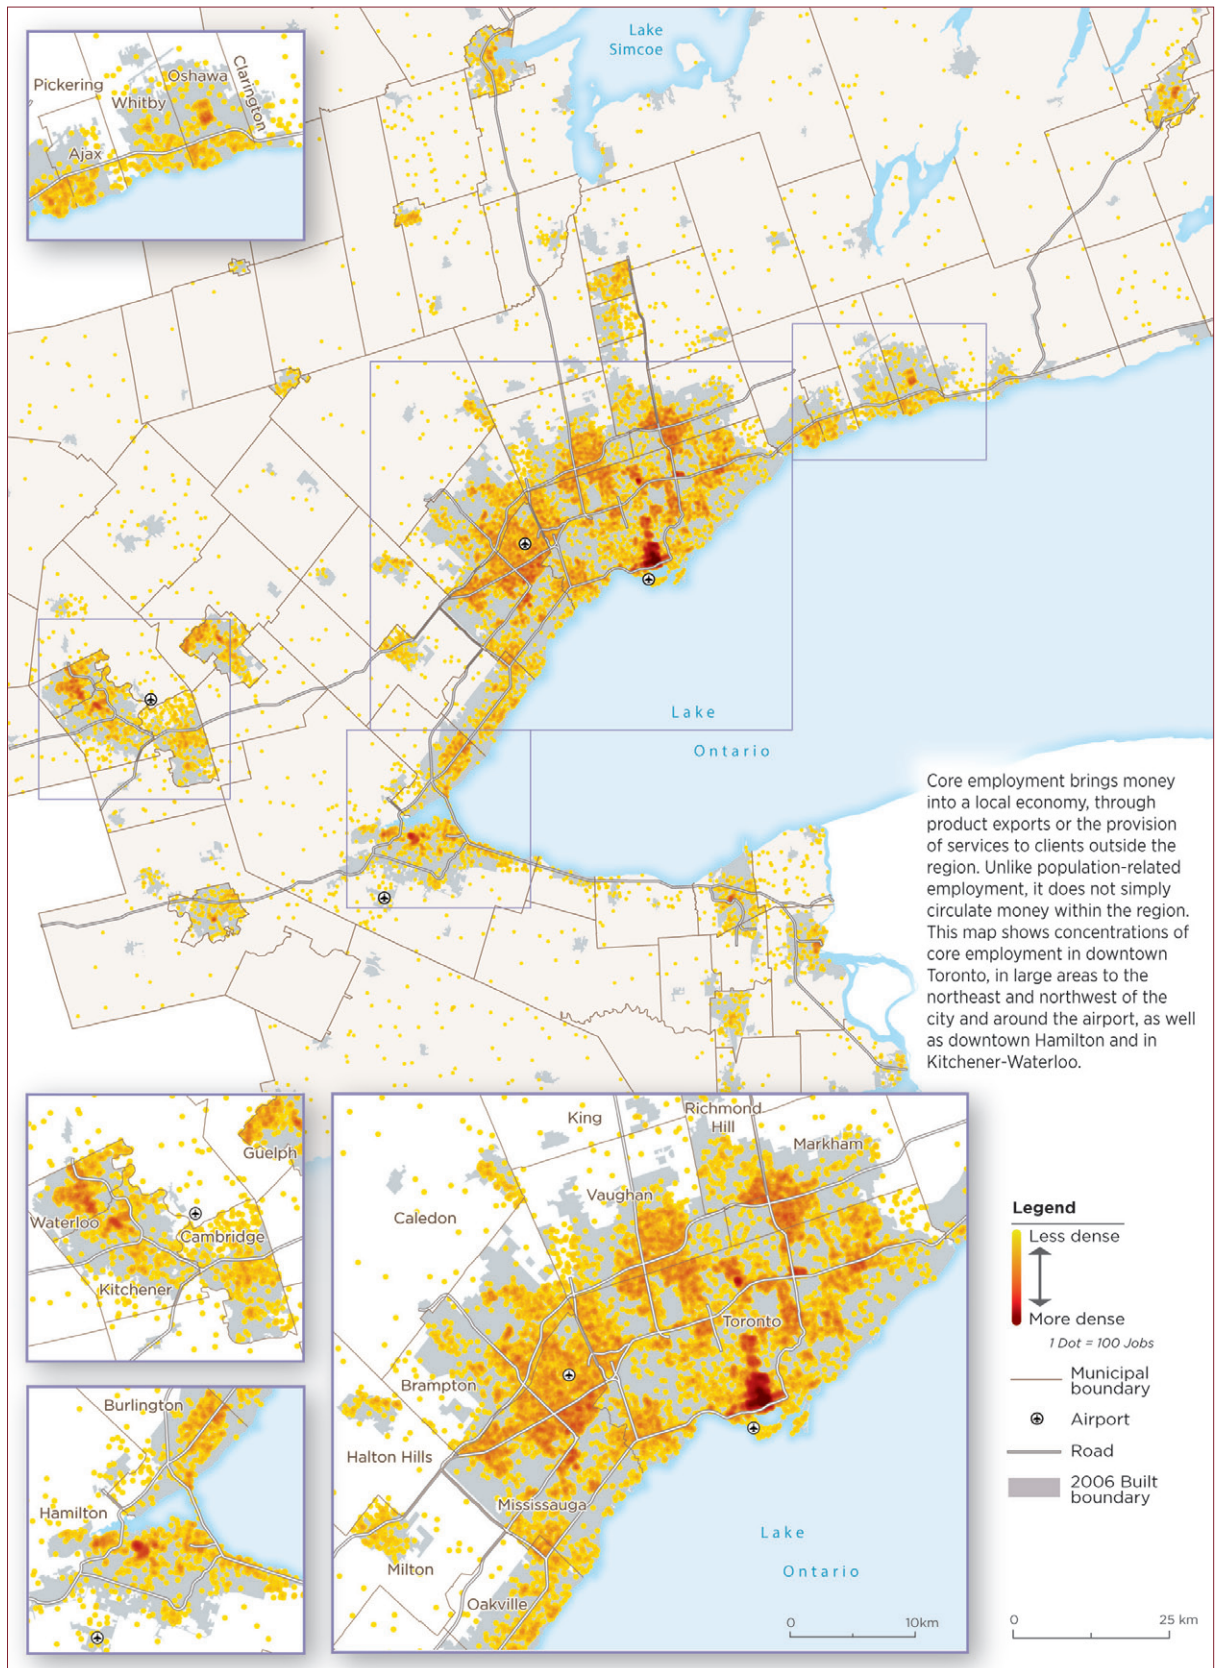 Lake
Simcoe
Pickering
Oshawa
Clarington
Whitby
Ajax
Lake
Ontario
Core employment brings money
into a local economy, through
product exports or the provision
of services to clients outside the
region. Unlike population-related
employment, it does not simply
circulate money within the region.
This map shows concentrations of
core employment in downtown
Toronto, in large areas to the
northeast and northwest of the
city and around the airport, as well
as downtown Hamilton and in
Kitchener-Waterloo.
Guelph
Waterloo
Cambridge
Kitchener
Burlington
Hamilton
King
Richmond
Hill
Markham
Vaughan
Caledon
Toronto
Brampton
Halton Hills
Mississauga
Milton
Oakville
Lake
Ontario
0 10km
Legend
Less dense
More dense
1 Dot = 100 Jobs
Municipal
boundary
Airport
Road
2006 Built
boundary
0 25 km